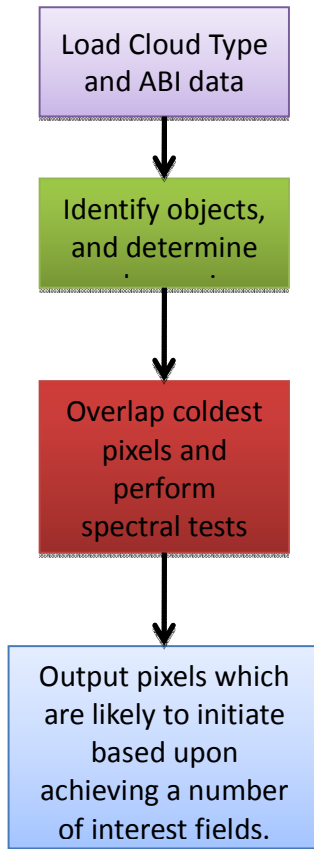 Load Cloud Type
and ABI data
Identify objects,
and determine
Overlap coldest
pixels and
perform
spectral tests
Output pixels which
are likely to initiate
based upon
achieving a number
of interest fields.